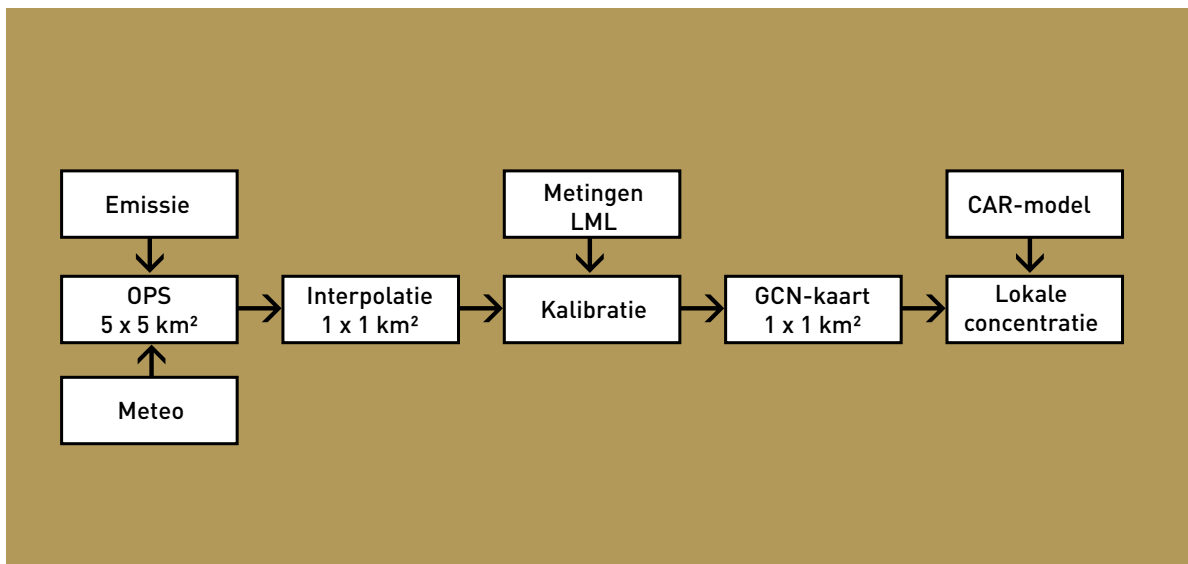 Emissie
Metingen
LML
CAR-model
OPS
5 x 5 km²
Interpolatie
1 x 1 km²
Kalibratie
GCN-kaart
1 x 1 km²
Lokale
concentratie
Meteo